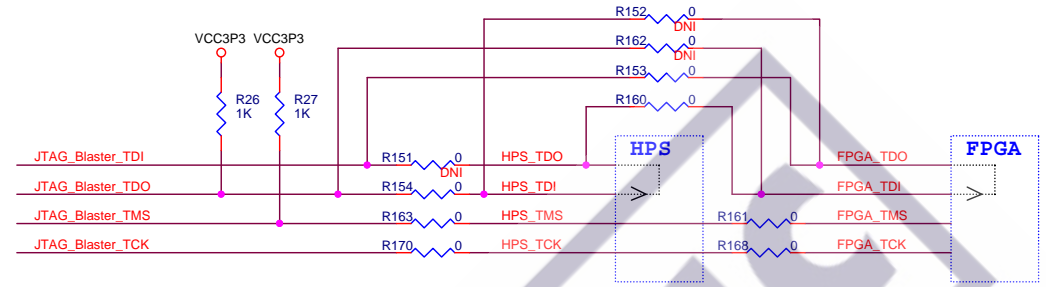 R152 0
DNI
VCC3P3 VCC3P3
R162 0
DNI
R153 0
R26
1K
R27
1K
R160 0
HPS
FPGA
JTAG_Blaster_TDI R151 0 HPS_TDO FPGA_TDO
DNI
JTAG_Blaster_TDO R154 0 HPS_TDI FPGA_TDI
JTAG_Blaster_TMS R163 0 HPS_TMS R161 0 FPGA_TMS
JTAG_Blaster_TCK R170 0 HPS_TCK R168 0 FPGA_TCK